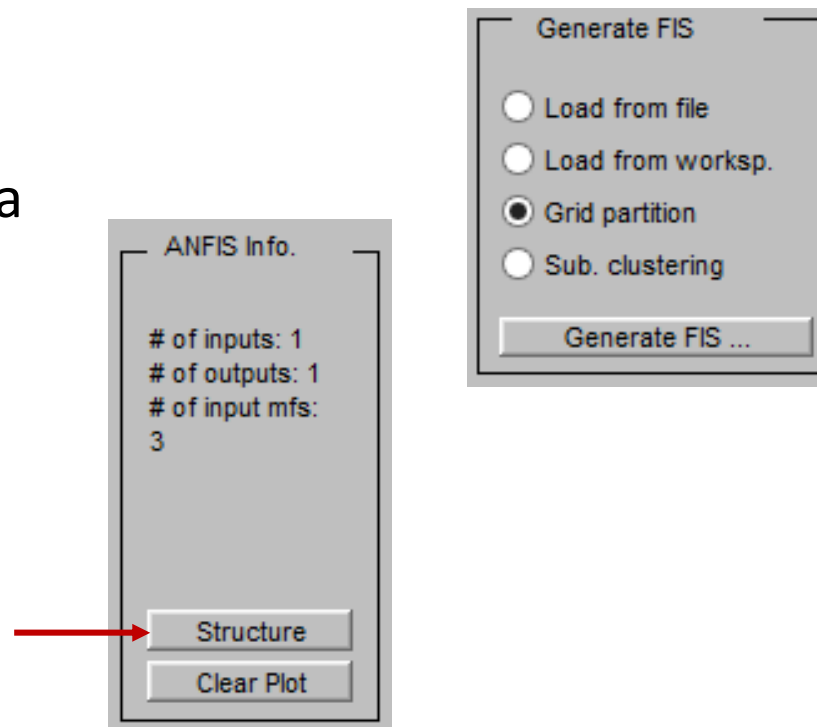 a
ANFIS Info.
# of inputs: 1
# of outputs: 1
# of input mfs:
3
Structure
Clear Plot
Generate FIS
Load from file
Load from worksp.
Grid partition
Sub. clustering
Generate FIS ...